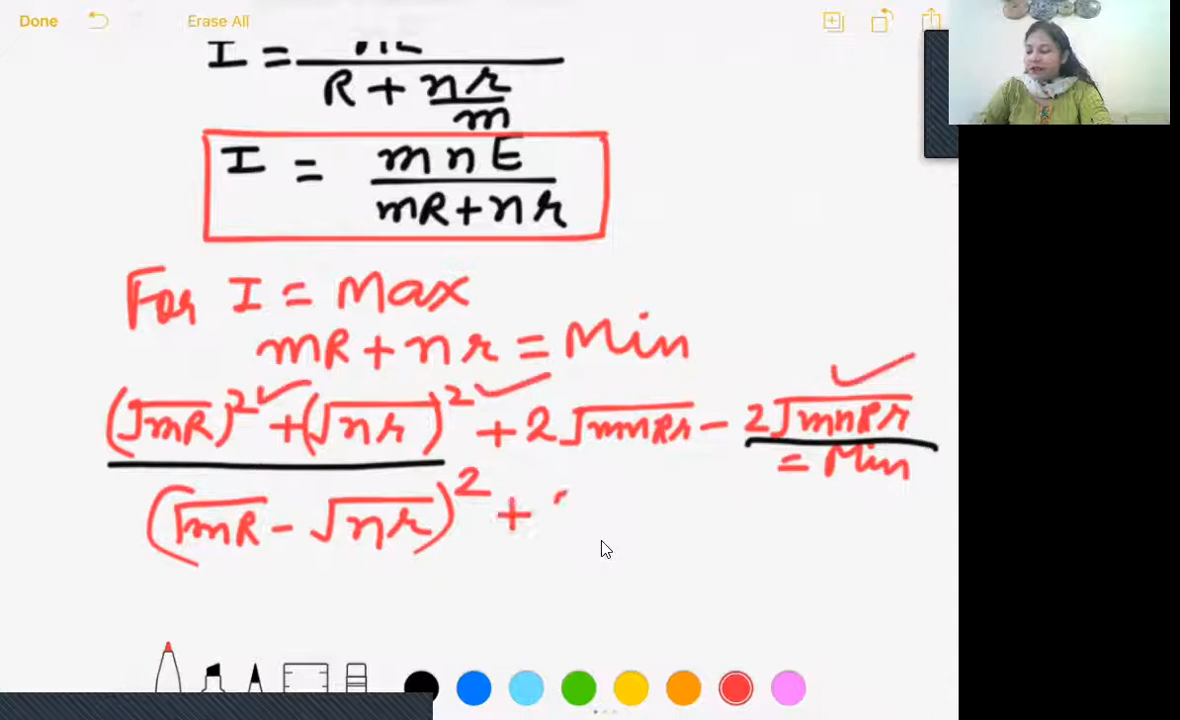 Done Erase All
I =
R + nr/m
I = mnE/mR+nr
For I = Max
mR + nr = Min
(√mR)² + (√nr)² + 2√mnRr - 2√mnRr
= Min
(√mR - √nr)² +